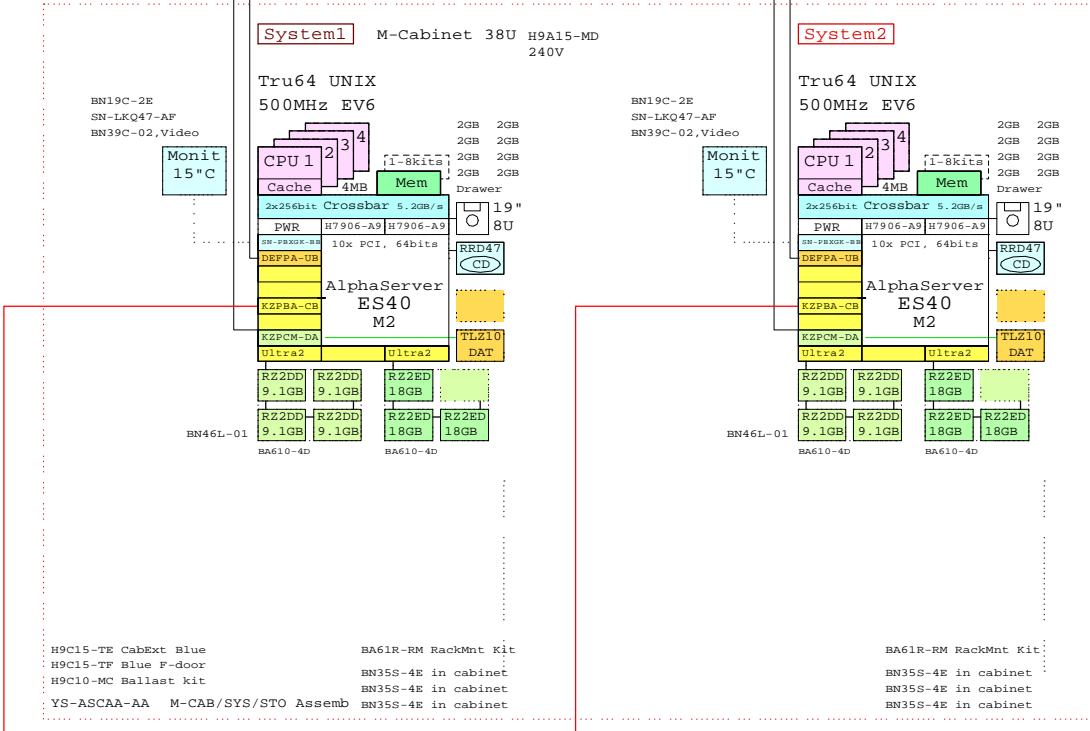 System1 M-Cabinet 38U H9A15-MD
240V
Tru64 UNIX
500MHz EV6
BN19C-2E
SN-LKQ47-AF
BN39C-02,Video
Monit
15"C
CPU 1 2 3 4
Cache 4MB
1-8kits
Mem
2GB 2GB
2GB 2GB
2GB 2GB
2GB 2GB
Drawer
19"
8U
2x256bit Crossbar 5.2GB/s
PWR H7906-A9 H7906-A9
SN-PBXGK-BB 10x PCI, 64bits
DEFPA-UB
RRD47
CD
AlphaServer
KZPBA-CB ES40
M2
KZPCM-DA
TLZ10
DAT
Ultra2 Ultra2
RZ2DD RZ2DD RZ2ED
9.1GB 9.1GB 18GB
RZ2DD RZ2DD RZ2ED RZ2ED
9.1GB 9.1GB 18GB 18GB
BN46L-01
BA610-4D BA610-4D
H9C15-TE CabExt Blue
H9C15-TF Blue F-door
H9C10-MC Ballast kit
YS-ASCAA-AA M-CAB/SYS/STO Assemb
BA61R-RM RackMnt Kit
BN35S-4E in cabinet
BN35S-4E in cabinet
BN35S-4E in cabinet
System2
Tru64 UNIX
500MHz EV6
BN19C-2E
SN-LKQ47-AF
BN39C-02,Video
Monit
15"C
CPU 1 2 3 4
Cache 4MB
1-8kits
Mem
2GB 2GB
2GB 2GB
2GB 2GB
2GB 2GB
Drawer
19"
8U
2x256bit Crossbar 5.2GB/s
PWR H7906-A9 H7906-A9
SN-PBXGK-BB 10x PCI, 64bits
DEFPA-UB
RRD47
CD
AlphaServer
KZPBA-CB ES40
M2
KZPCM-DA
TLZ10
DAT
Ultra2 Ultra2
RZ2DD RZ2DD RZ2ED
9.1GB 9.1GB 18GB
RZ2DD RZ2DD RZ2ED RZ2ED
9.1GB 9.1GB 18GB 18GB
BN46L-01
BA610-4D BA610-4D
BA61R-RM RackMnt Kit
BN35S-4E in cabinet
BN35S-4E in cabinet
BN35S-4E in cabinet